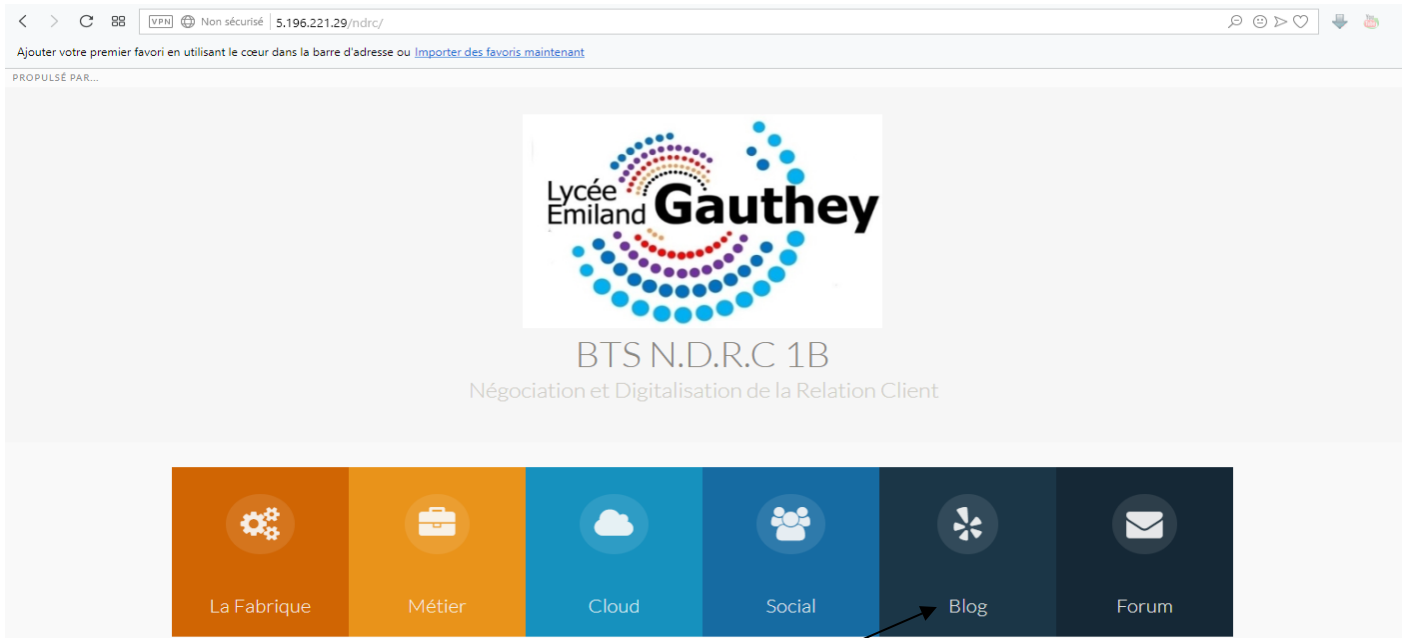 VPN Non sécurisé 5.196.221.29/ndrc/
Ajouter votre premier favori en utilisant le cœur dans la barre d'adresse ou Importer des favoris maintenant
PROPULSÉ PAR...
Lycée
Emiland Gauthey
BTS N.D.R.C 1B
Négociation et Digitalisation de la Relation Client
La Fabrique Métier Cloud Social Blog Forum